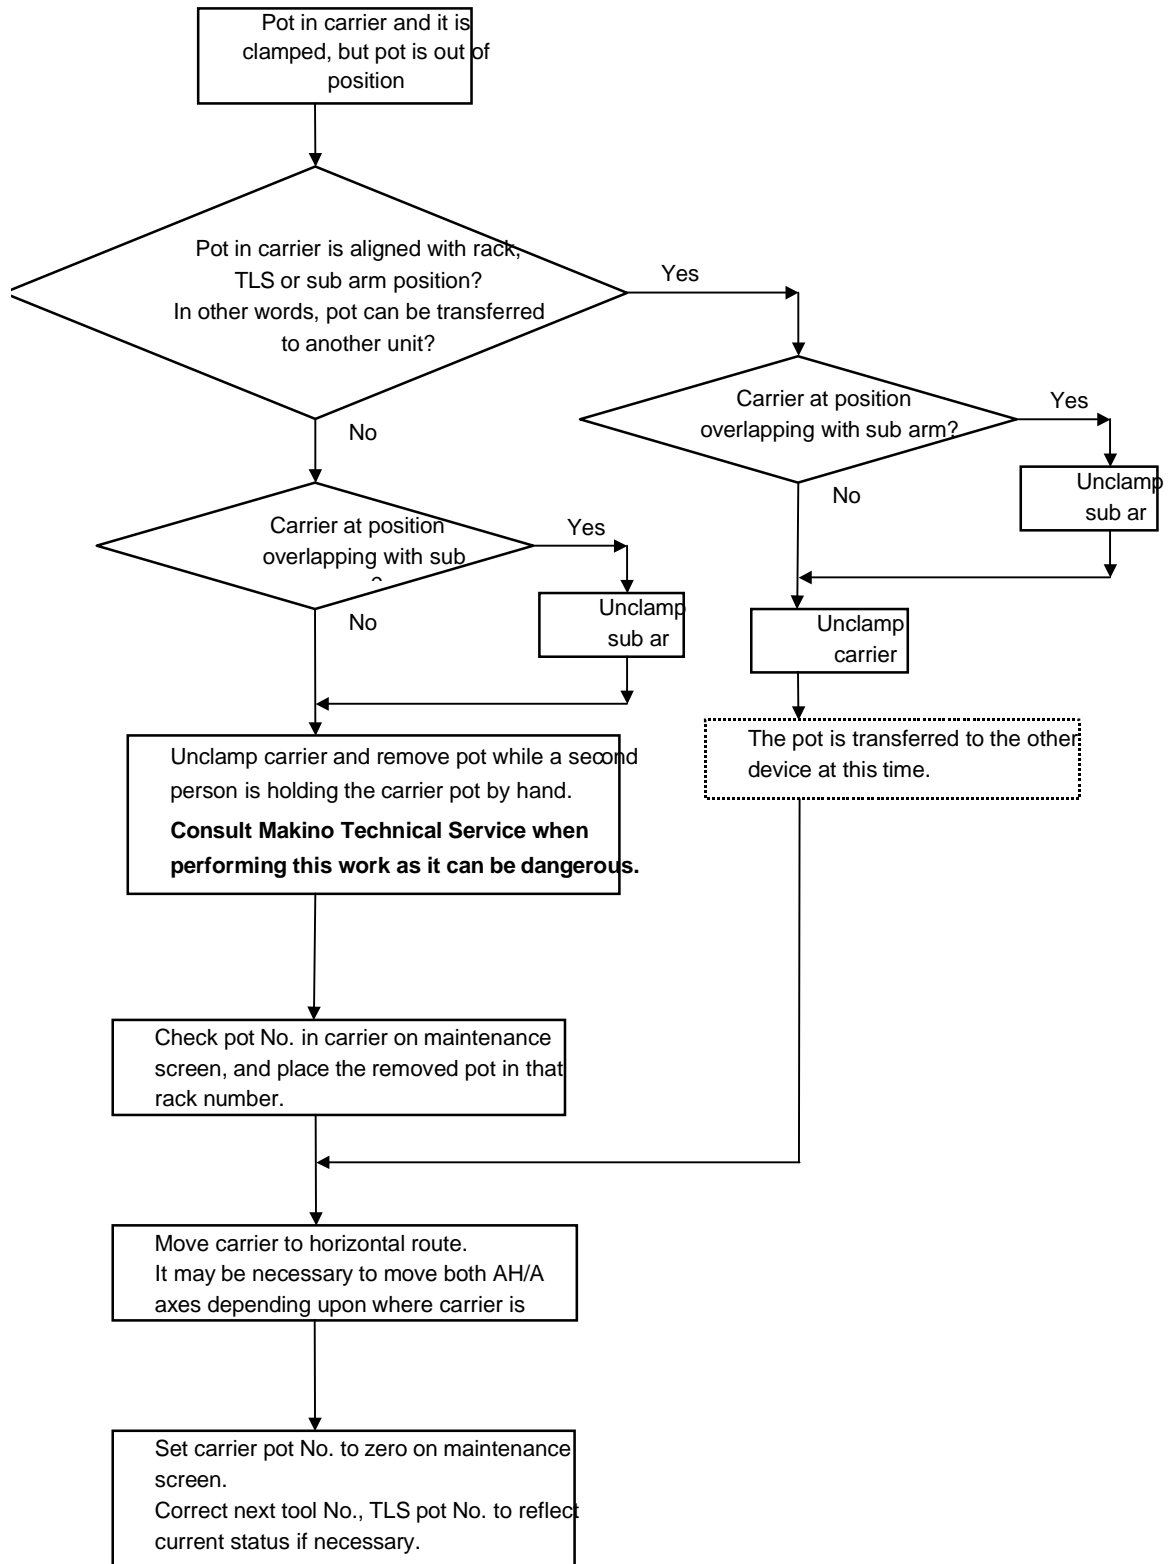 Pot in carrier and it is
clamped, but pot is out of
position
Pot in carrier is aligned with rack,
TLS or sub arm position?
In other words, pot can be transferred
to another unit?
Yes
No
Carrier at position
overlapping with sub arm?
Yes
No
Unclamp
sub ar
Carrier at position
overlapping with sub
Yes
No
Unclamp
sub ar
Unclamp
carrier
The pot is transferred to the other
device at this time.
Unclamp carrier and remove pot while a second
person is holding the carrier pot by hand.
Consult Makino Technical Service when
performing this work as it can be dangerous.
Check pot No. in carrier on maintenance
screen, and place the removed pot in that
rack number.
Move carrier to horizontal route.
It may be necessary to move both AH/A
axes depending upon where carrier is
Set carrier pot No. to zero on maintenance
screen.
Correct next tool No., TLS pot No. to reflect
current status if necessary.